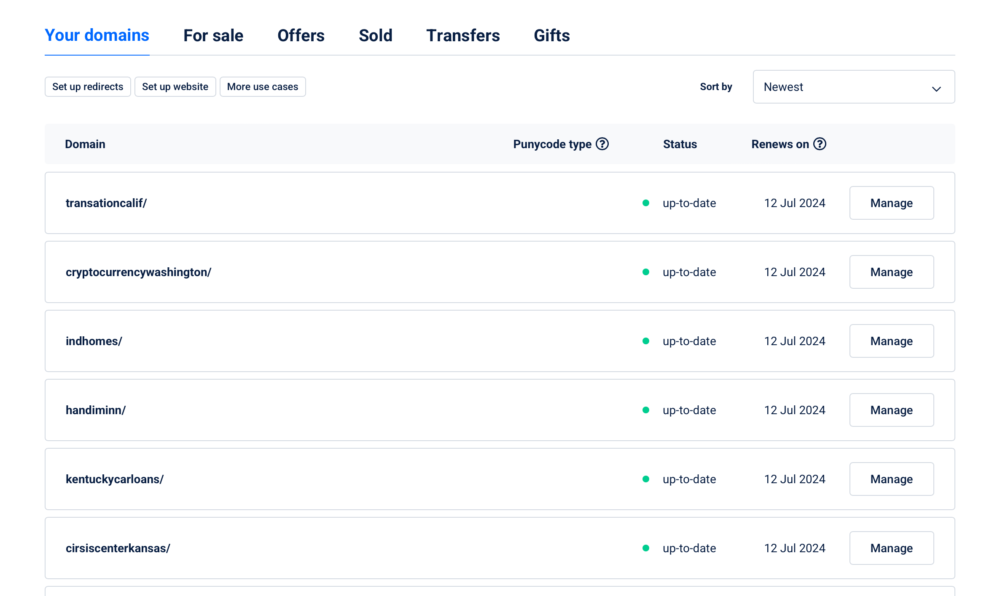 Your domains For sale Offers Sold Transfers Gifts
Set up redirects Set up website More use cases Sort by Newest
Domain Punycode type ? Status Renews on ?
transationcalif/ up-to-date 12 Jul 2024 Manage
cryptocurrencywashington/ up-to-date 12 Jul 2024 Manage
indhomes/ up-to-date 12 Jul 2024 Manage
handiminn/ up-to-date 12 Jul 2024 Manage
kentuckycarloans/ up-to-date 12 Jul 2024 Manage
cirsiscenterkansas/ up-to-date 12 Jul 2024 Manage